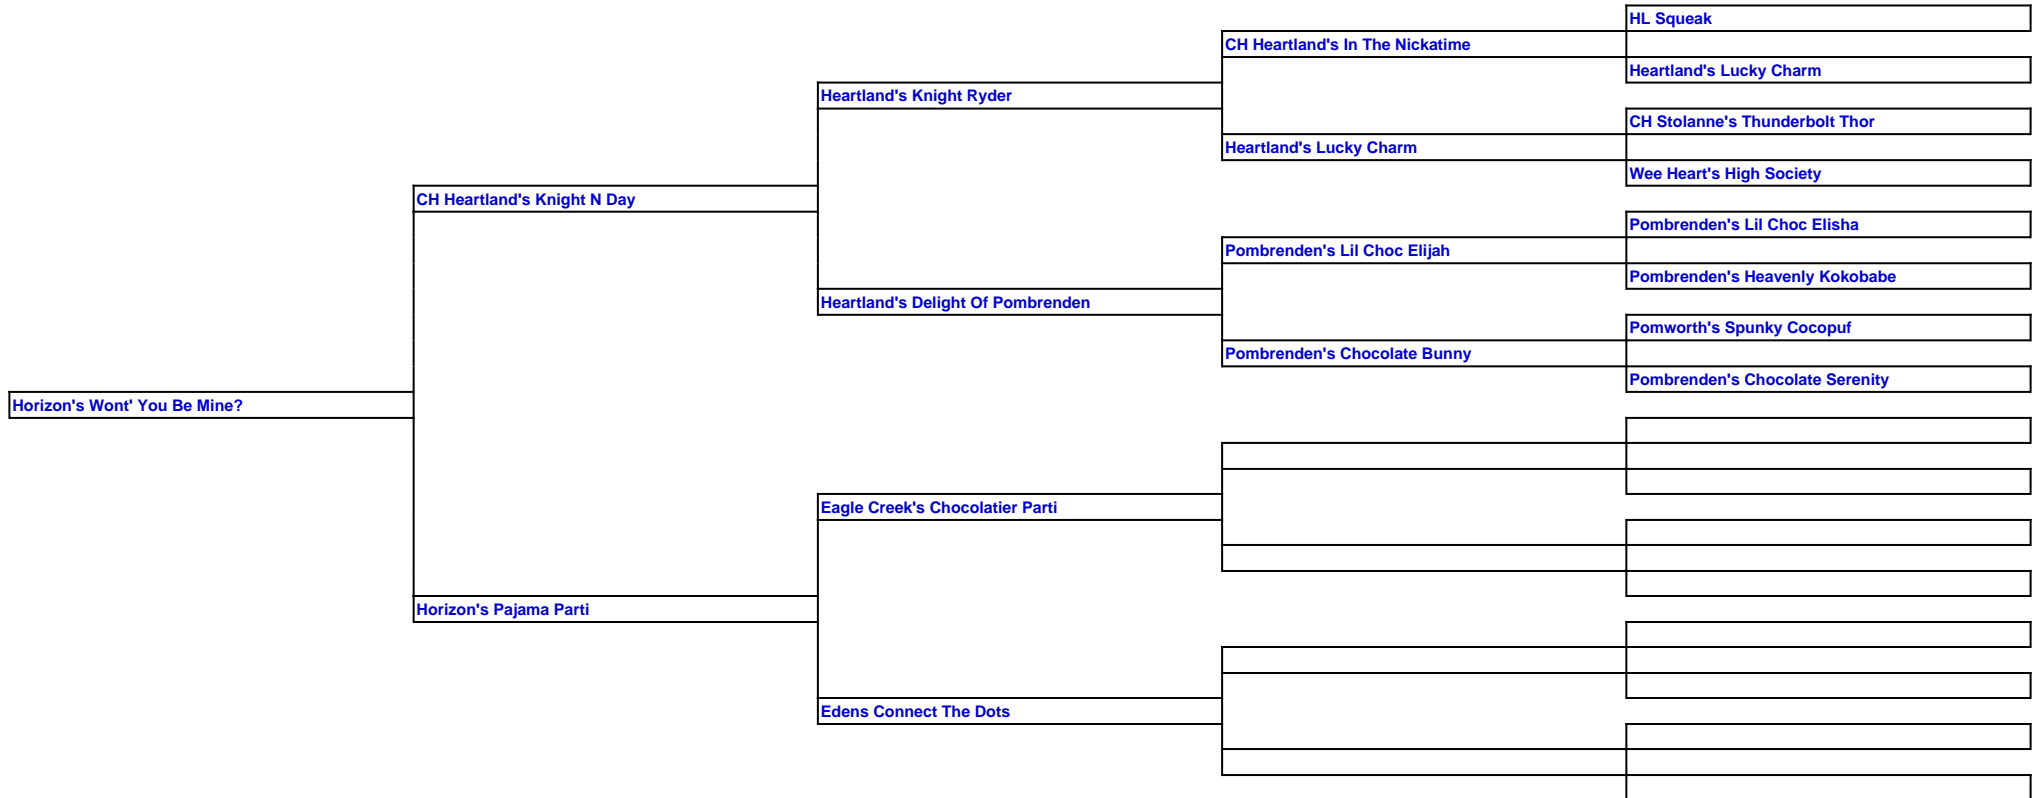 HL Squeak
CH Heartland's In The Nickatime
Heartland's Lucky Charm
Heartland's Knight Ryder
CH Stolanne's Thunderbolt Thor
Heartland's Lucky Charm
Wee Heart's High Society
CH Heartland's Knight N Day
Pombrenden's Lil Choc Elisha
Pombrenden's Lil Choc Elijah
Pombrenden's Heavenly Kokobabe
Heartland's Delight Of Pombrenden
Pomworth's Spunky Cocopuf
Pombrenden's Chocolate Bunny
Pombrenden's Chocolate Serenity
Horizon's Wont' You Be Mine?
Eagle Creek's Chocolatier Parti
Horizon's Pajama Parti
Edens Connect The Dots